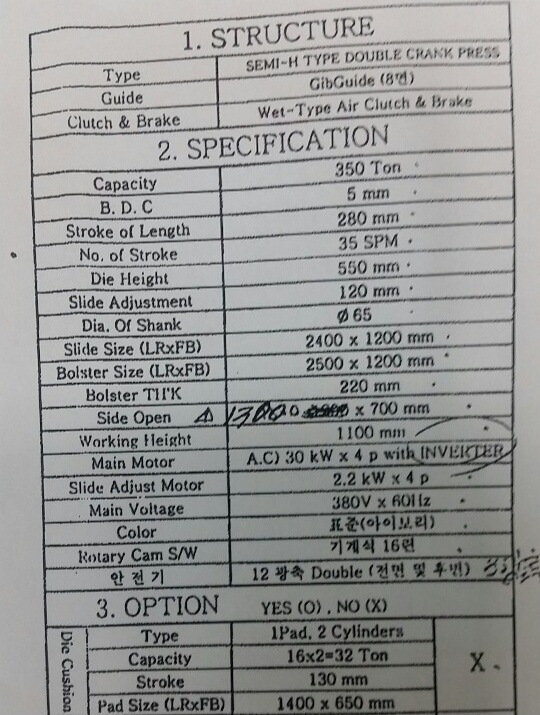 1. STRUCTURE
Type SEMI-H TYPE DOUBLE CRANK PRESS
Guide GibGuide (8면)
Clutch & Brake Wet-Type Air Clutch & Brake
2. SPECIFICATION
Capacity 350 Ton
B. D. C 5 mm
Stroke of Length 280 mm
No. of Stroke 35 SPM
Die Height 550 mm
Slide Adjustment 120 mm
Dia. Of Shank Ø 65
Slide Size (LRxFB) 2400 x 1200 mm
Bolster Size (LRxFB) 2500 x 1200 mm
Bolster TH'K 220 mm
Side Open x 700 mm
Working Height 1100 mm
Main Motor A.C) 30 kW x 4 p with INVERTER
Slide Adjust Motor 2.2 kW x 4 p
Main Voltage 380V x 60Hz
Color 표준(아이보리)
Rotary Cam S/W 기계식 16련
안 전 기 12 광축 Double (전면 및 후면)
3. OPTION YES (O) , NO (X)
Die Cushion
Type 1Pad, 2 Cylinders
Capacity 16x2=32 Ton
Stroke 130 mm
Pad Size (LRxFB) 1400 x 650 mm
X